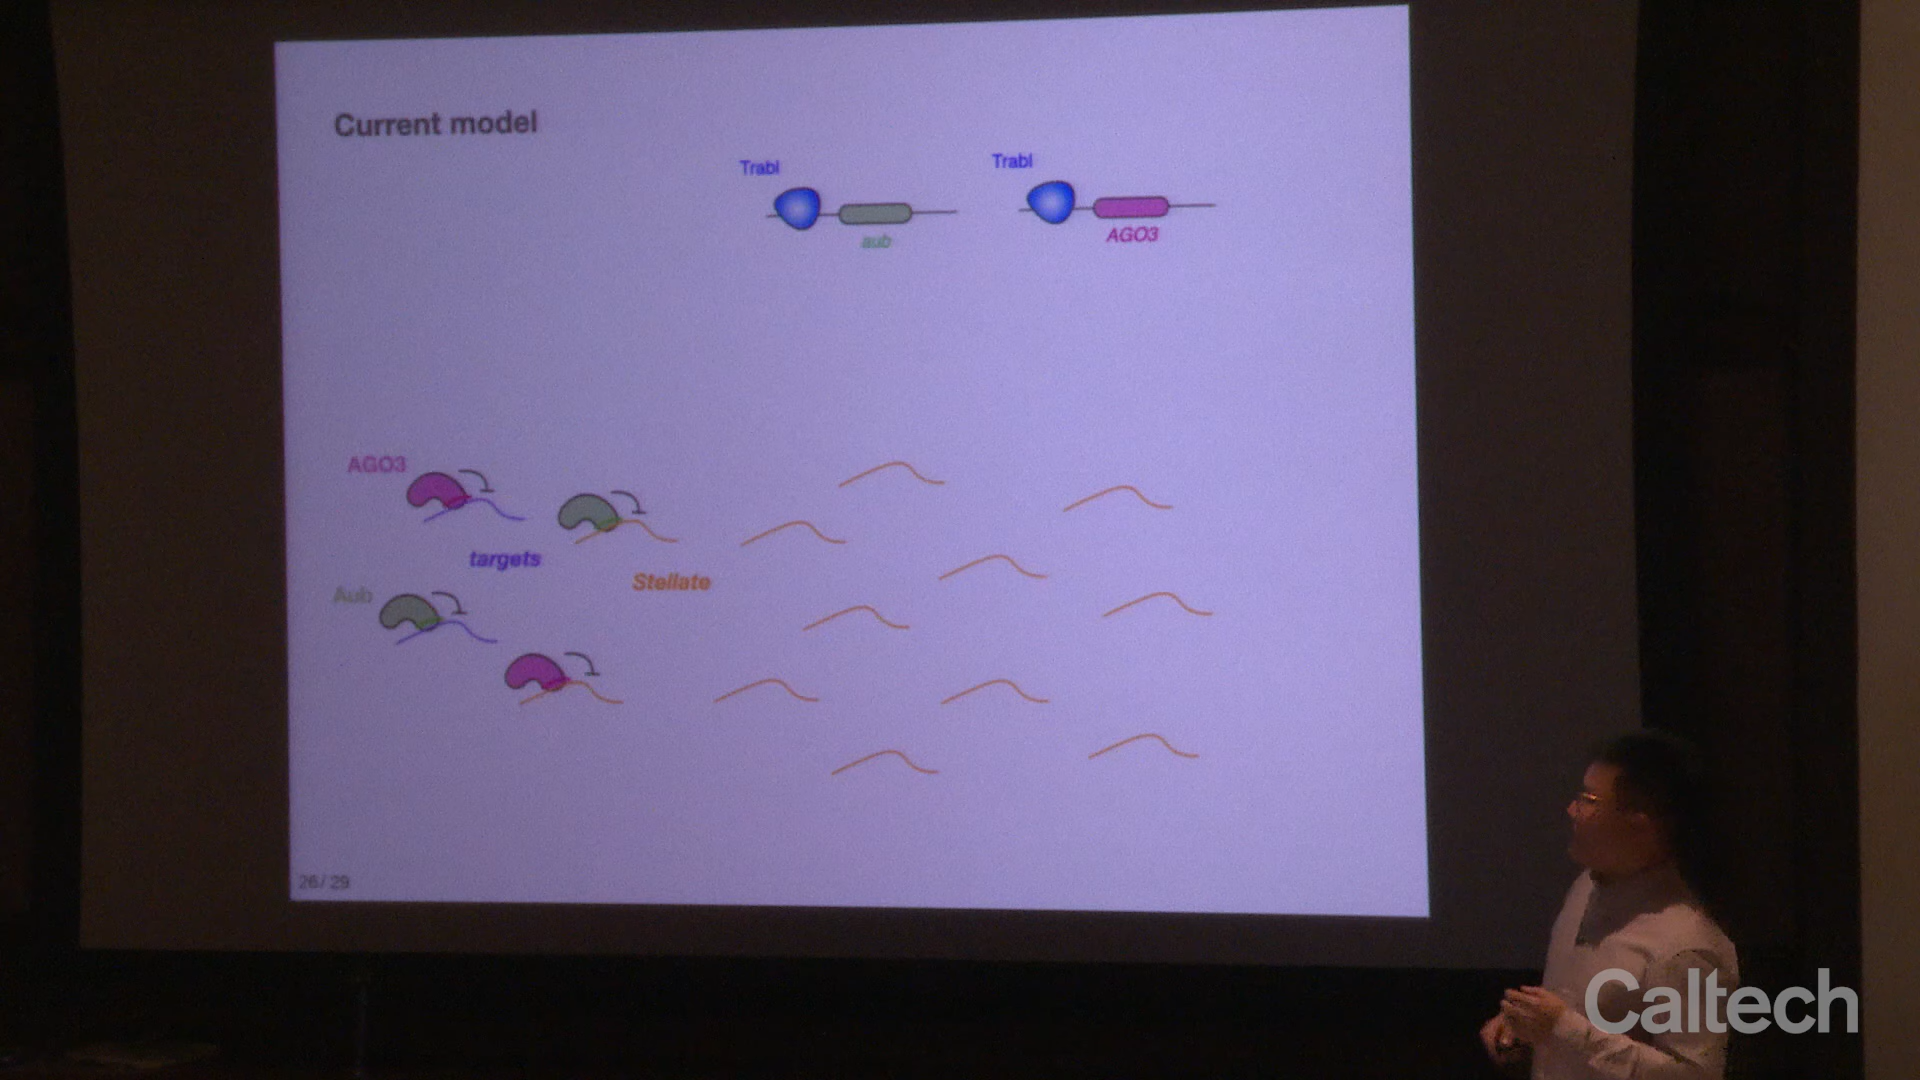 Current model
Trabl
Trabl
aub
AGO3
AGO3
targets
Stellate
Aub
26/ 29
Caltech